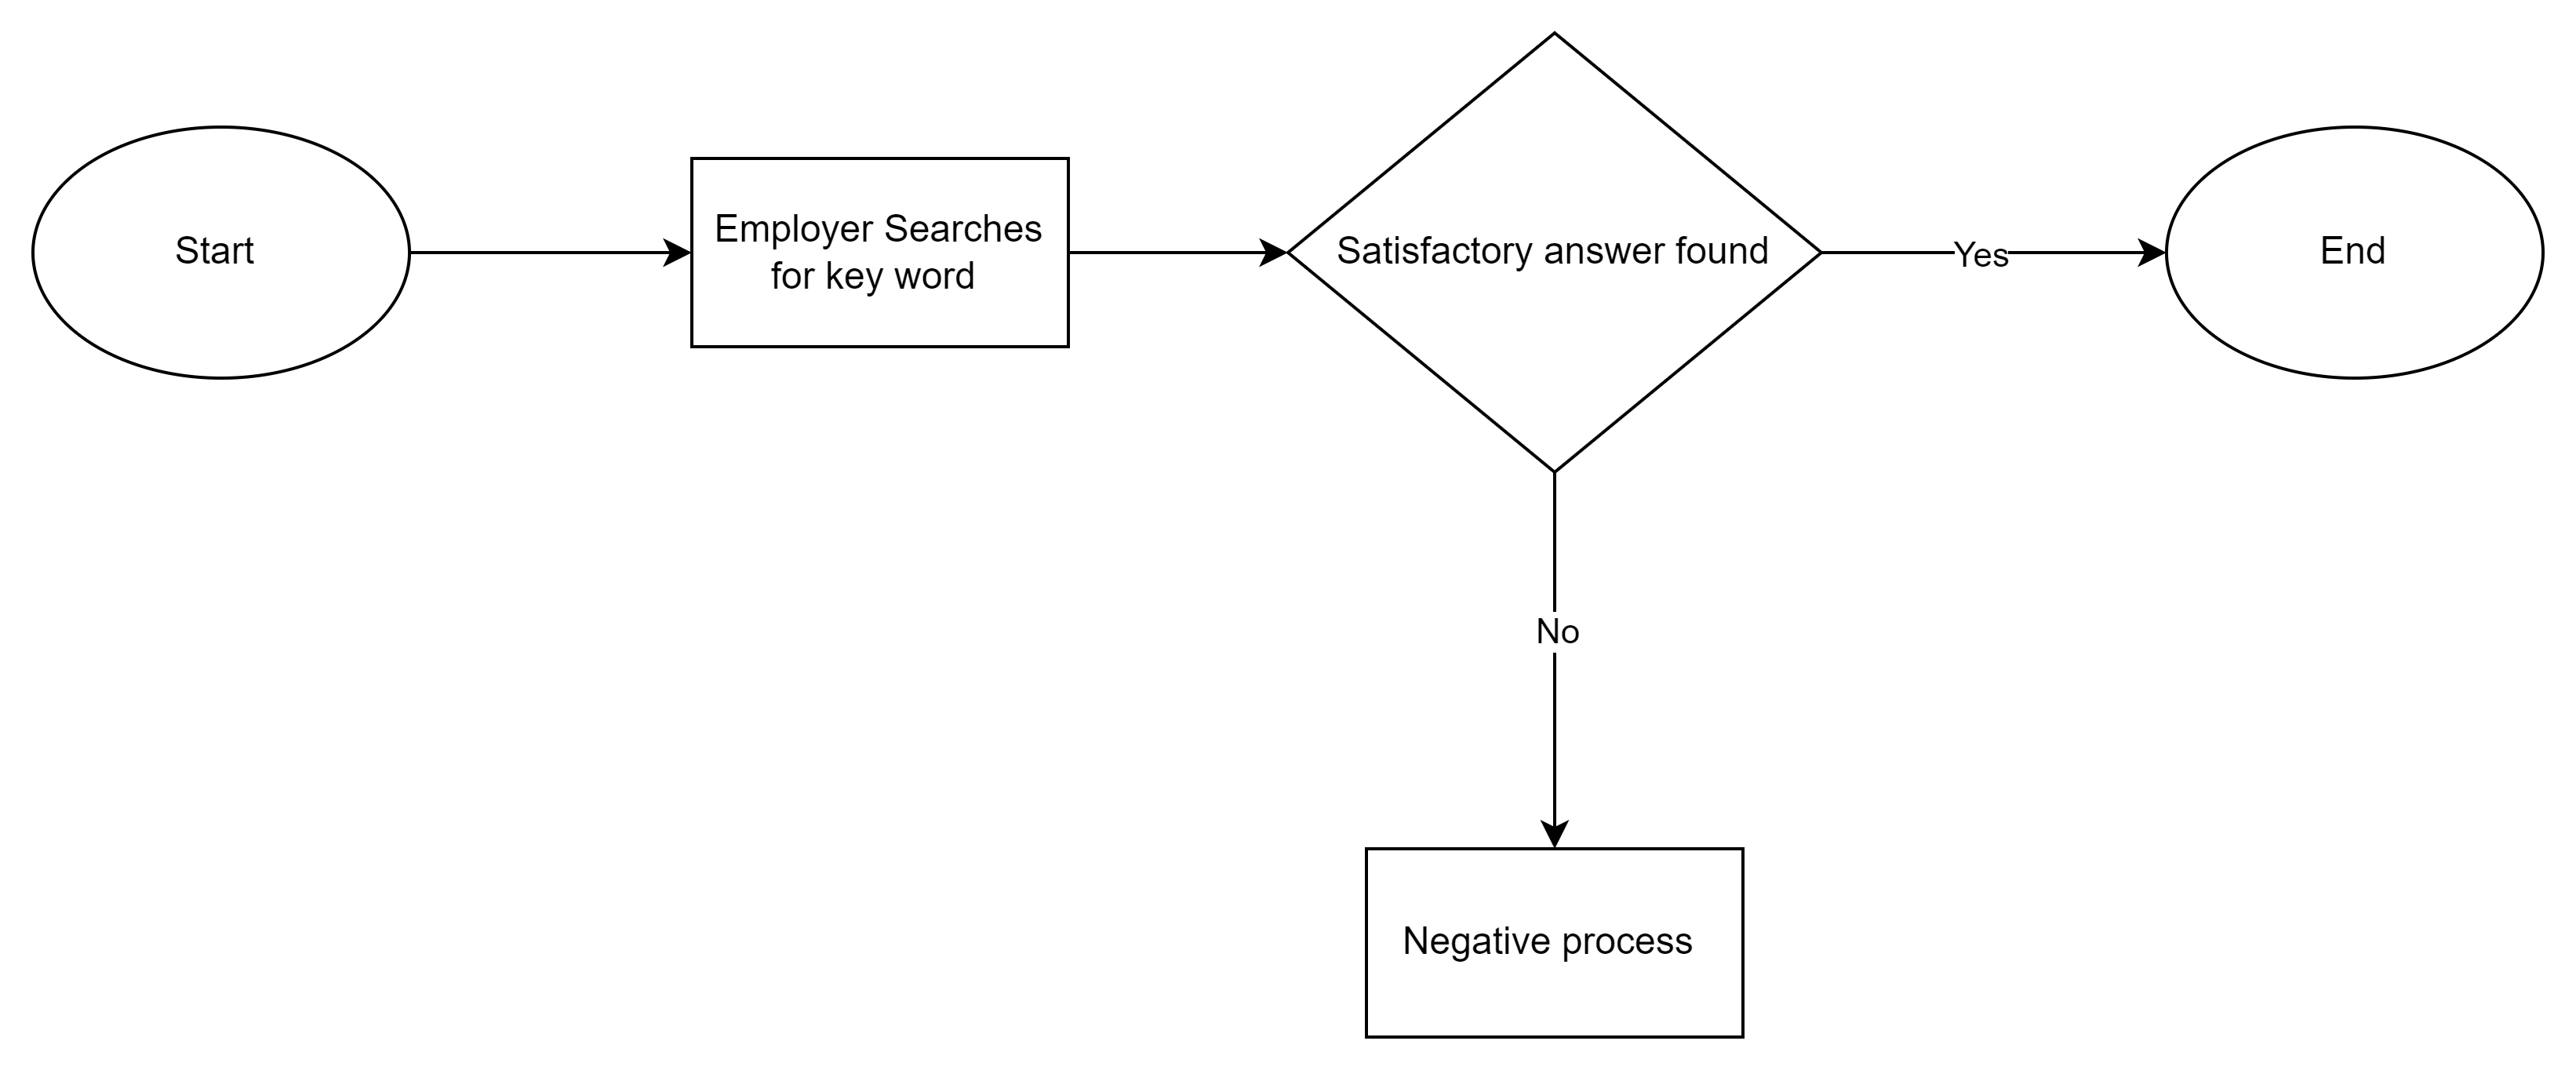 Start
Employer Searches
for key word
Satisfactory answer found
Yes
End
No
Negative process